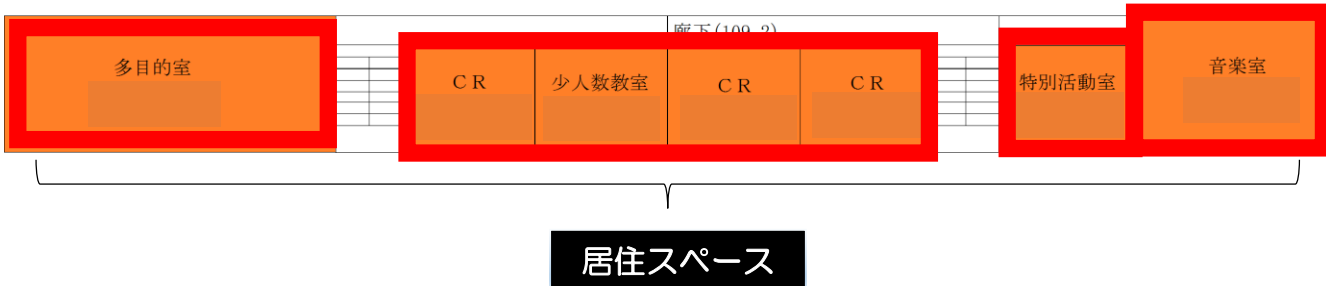 廊下(109-2)
多目的室
CR
少人数教室
CR
CR
特別活動室
音楽室
居住スペース